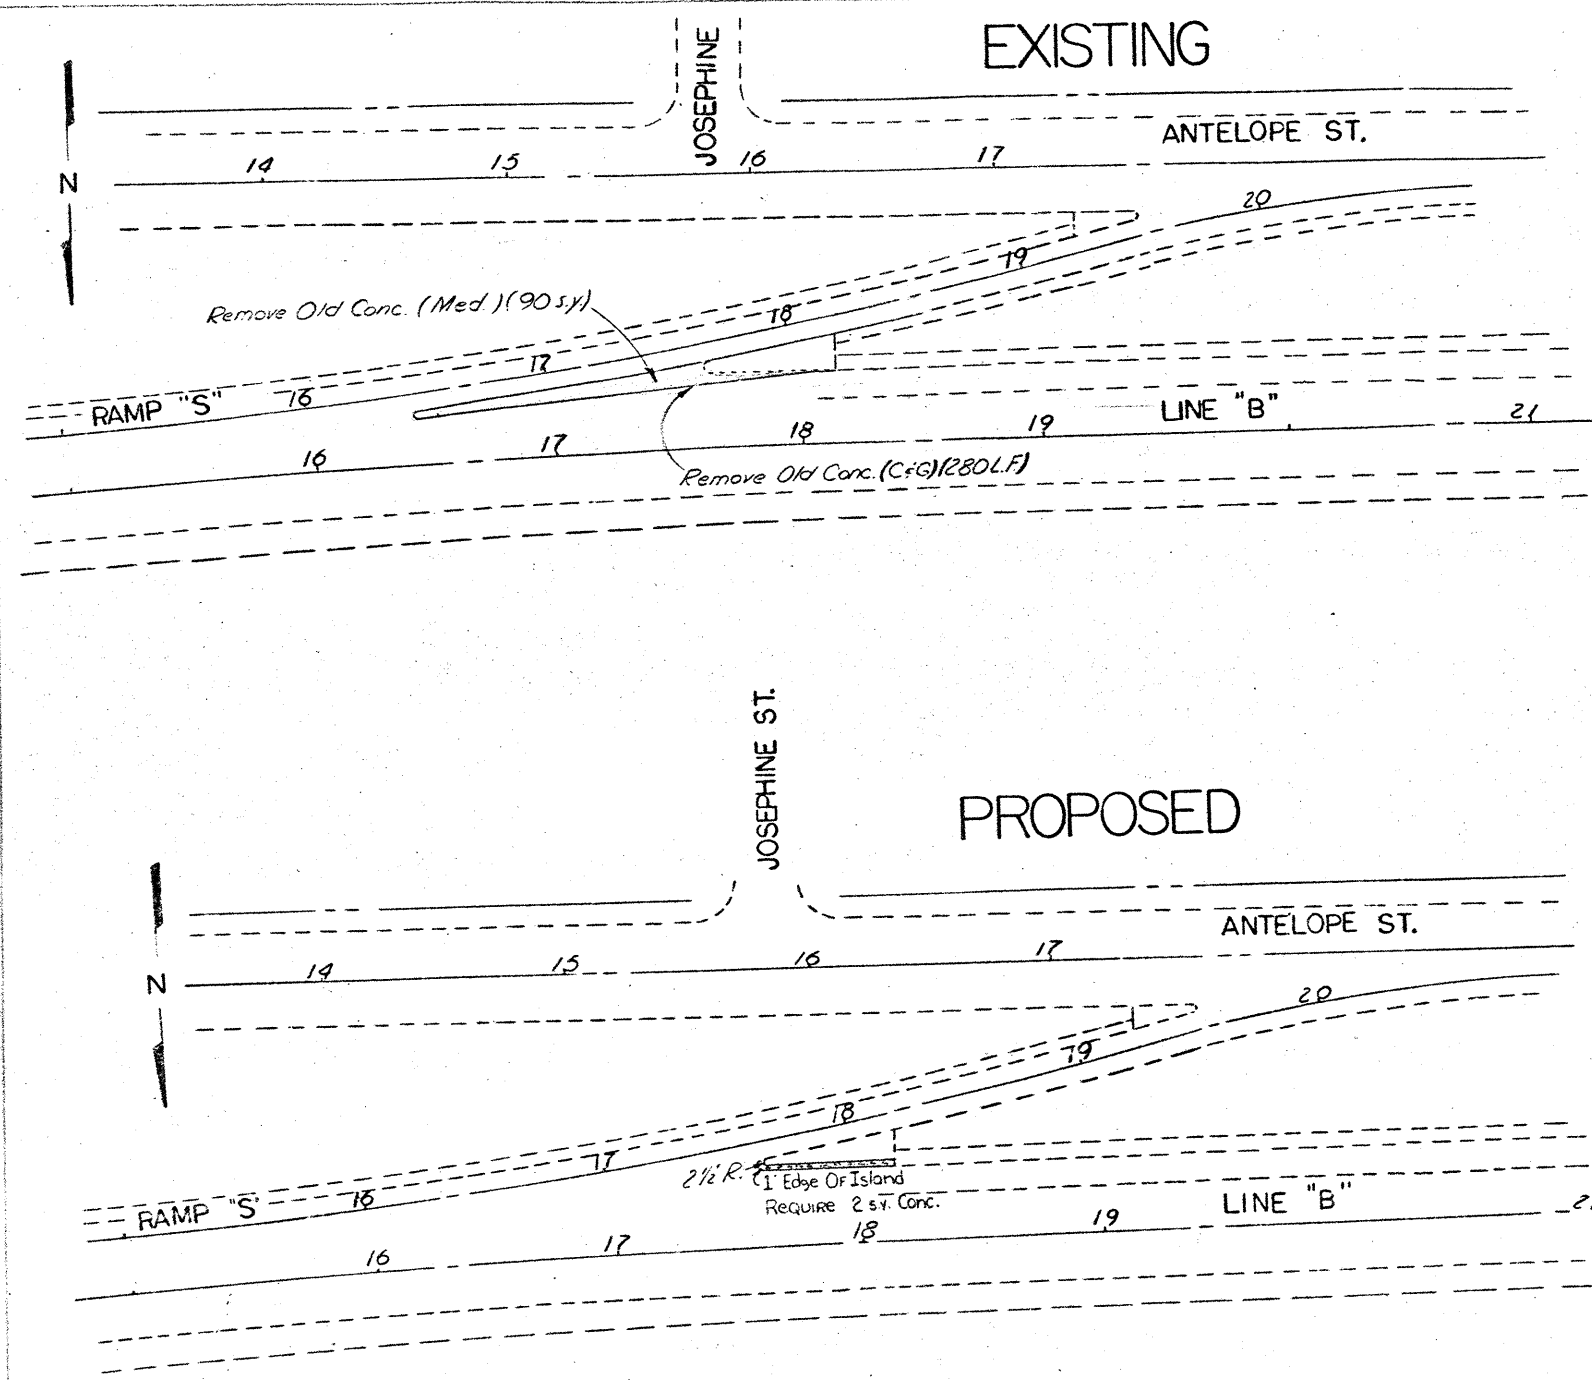 EXISTING
JOSEPHINE
ANTELOPE ST.
14 15 16 17
N
20
19
Remove Old Conc. (Med.)(90 s.y.)
18
17
16
RAMP "S"
LINE "B"
16 17 18 19 21
Remove Old Conc. (C&G)(280 L.F.)
JOSEPHINE ST.
PROPOSED
ANTELOPE ST.
14 15 16 17
N
20
19
18
17
2½' R.
1' Edge Of Island
REQUIRE 2 s.y. Conc.
16
RAMP "S"
LINE "B"
16 17 18 19